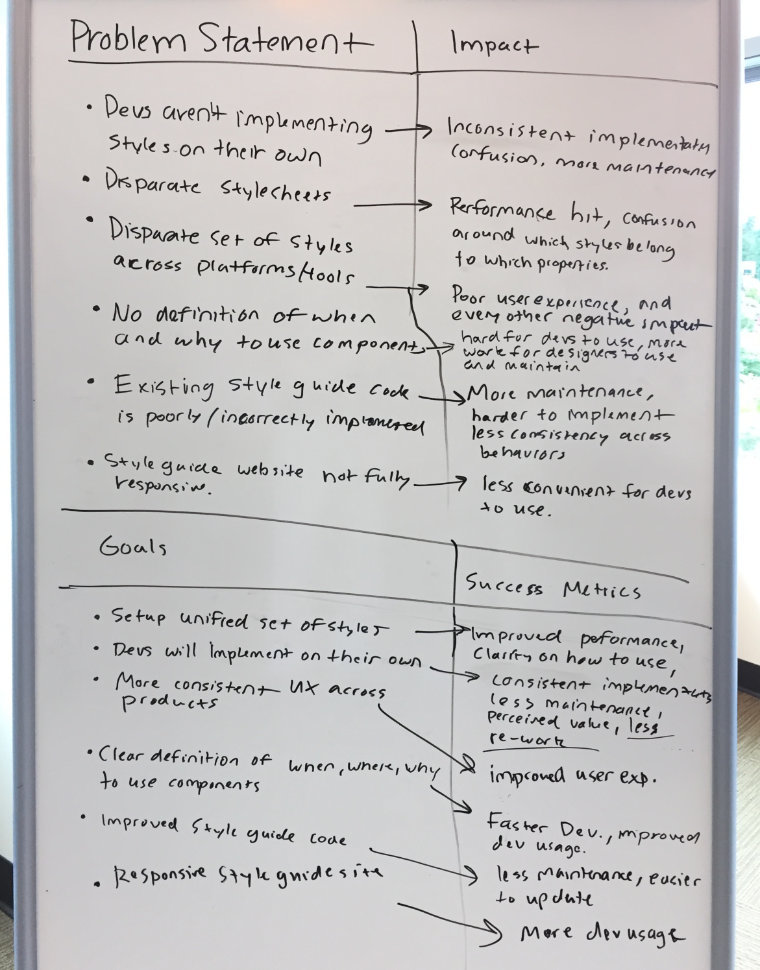 Problem Statement
Impact
• Devs aren't implementing
styles on their own
Inconsistent implementatn
confusion, more maintenancy
• Disparate stylesheets
Performance hit, confusion
around which styles belong
to which properties.
• Disparate set of styles
across platforms/tools
Poor user experience, and
every other negative impact
• No definition of when
and why to use component
hard for devs to use, more
work for designers to use
and maintain
• Existing style guide code
is poorly/incorrectly implemented
More maintenance,
harder to implement
less consistency across
behaviors
• Style guide website not fully
responsive.
less convenient for devs
to use.
Goals
Success Metrics
• Setup unified set of styles
Improved peformance,
Clarity on how to use,
• Devs will implement on their own
consistent implementats
less maintenance,
perceived value, less
re-work
• More consistent UX across
products
improved user exp.
• Clear definition of when, where, why
to use components
Faster Dev., improved
dev usage.
• Improved Style guide code
less maintenance, easier
to update
• Responsive style guide site
More dev usage